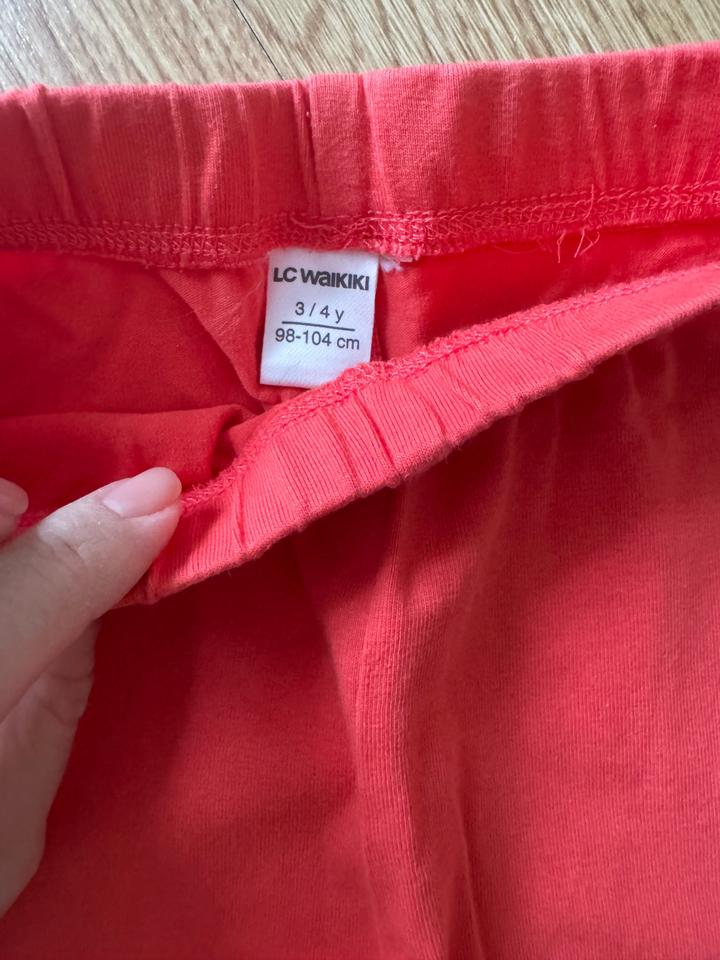 LC WAIKIKI
3 / 4 y
98-104 cm